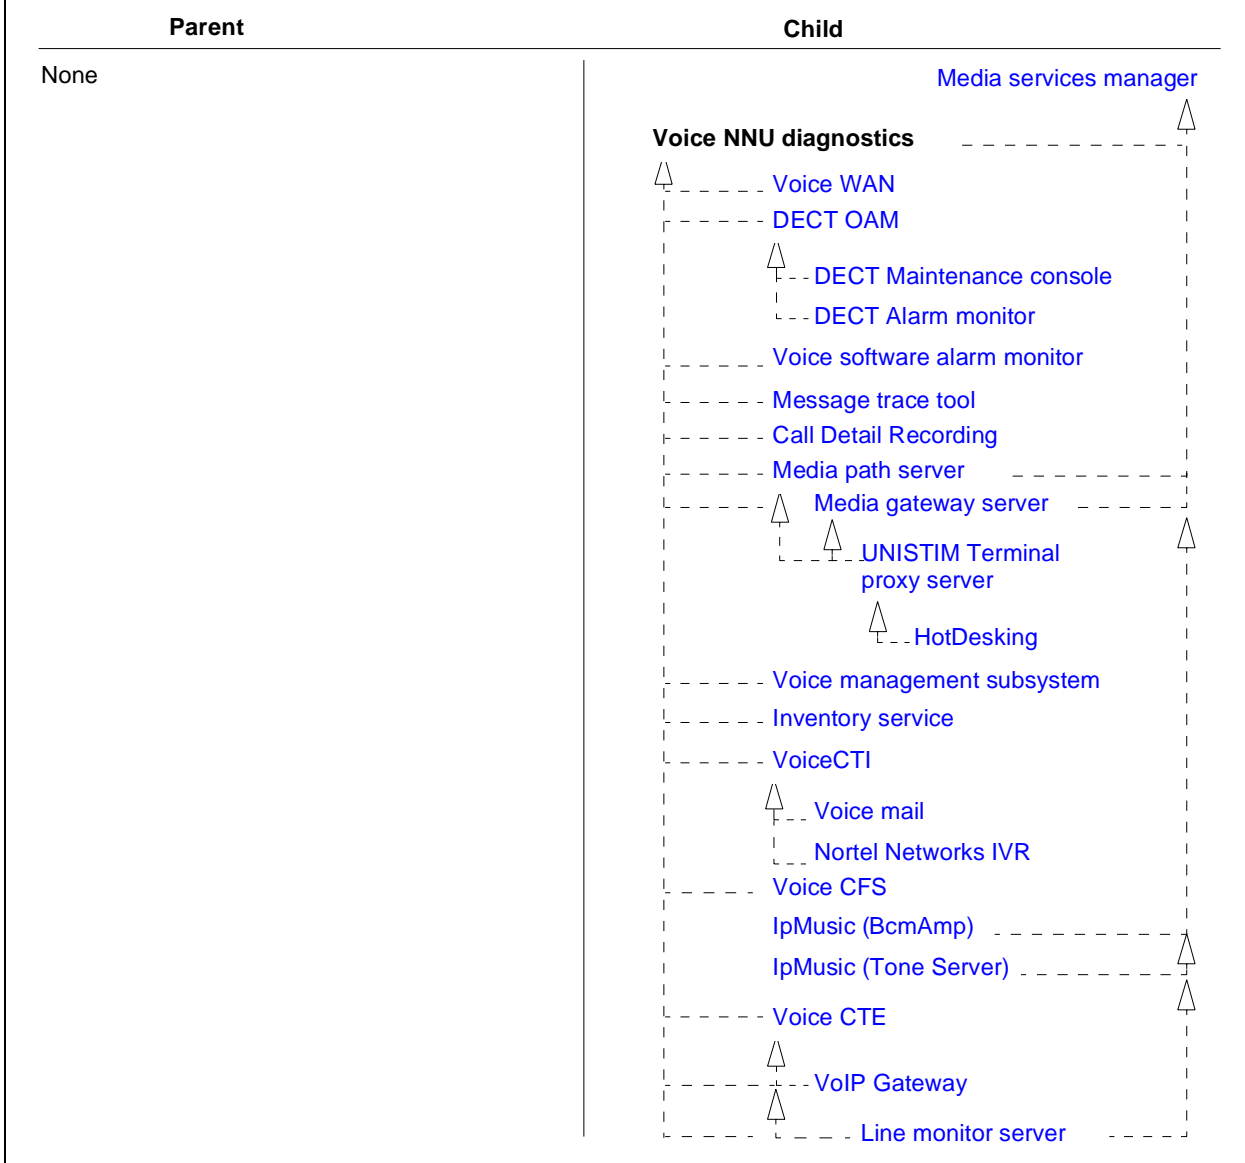 Parent
Child
None
Media services manager
Voice NNU diagnostics
Voice WAN
DECT OAM
DECT Maintenance console
DECT Alarm monitor
Voice software alarm monitor
Message trace tool
Call Detail Recording
Media path server
Media gateway server
UNISTIM Terminal
proxy server
HotDesking
Voice management subsystem
Inventory service
VoiceCTI
Voice mail
Nortel Networks IVR
Voice CFS
IpMusic (BcmAmp)
IpMusic (Tone Server)
Voice CTE
VoIP Gateway
Line monitor server